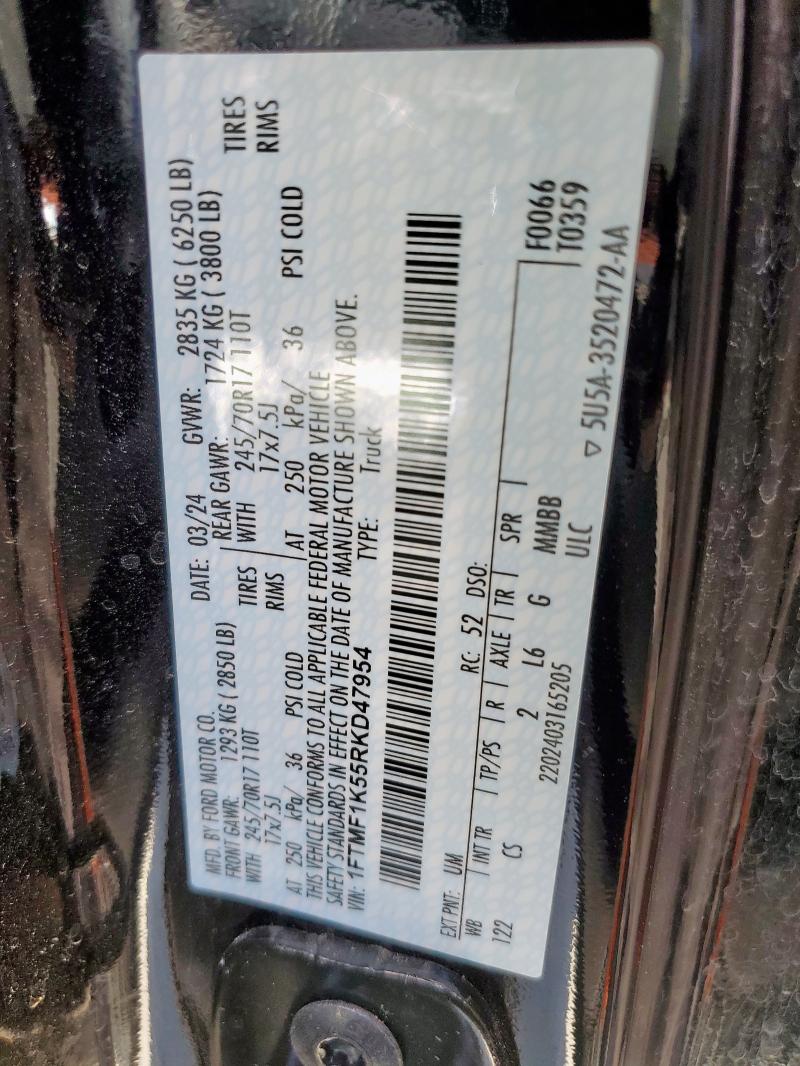 MFD. BY FORD MOTOR CO. DATE: 03/24 GVWR: 2835 KG ( 6250 LB)
FRONT GAWR: 1293 KG ( 2850 LB) REAR GAWR: 1724 KG ( 3800 LB)
WITH 245/70R17 110T TIRES WITH 245/70R17 110T TIRES
17x7.5J RIMS 17x7.5J RIMS
AT 250 kPa/ 36 PSI COLD AT 250 kPa/ 36 PSI COLD
THIS VEHICLE CONFORMS TO ALL APPLICABLE FEDERAL MOTOR VEHICLE
SAFETY STANDARDS IN EFFECT ON THE DATE OF MANUFACTURE SHOWN ABOVE.
VIN: 1FTMF1K55RKD47954 TYPE: Truck
EXT PNT: UM RC: 52 DSO:
WB INT TR TP/PS R AXLE TR SPR F0066
122 CS 2 L6 G MMBB T0359
2202403165205 ULC
▽ 5U5A-3520472-AA